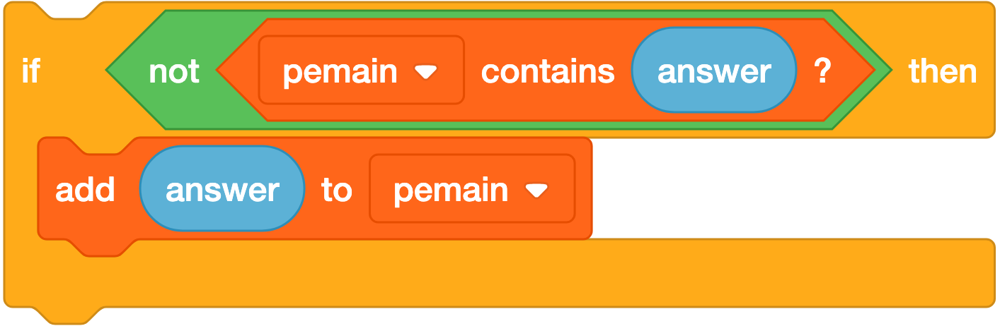 if not pemain contains answer ? then
add answer to pemain